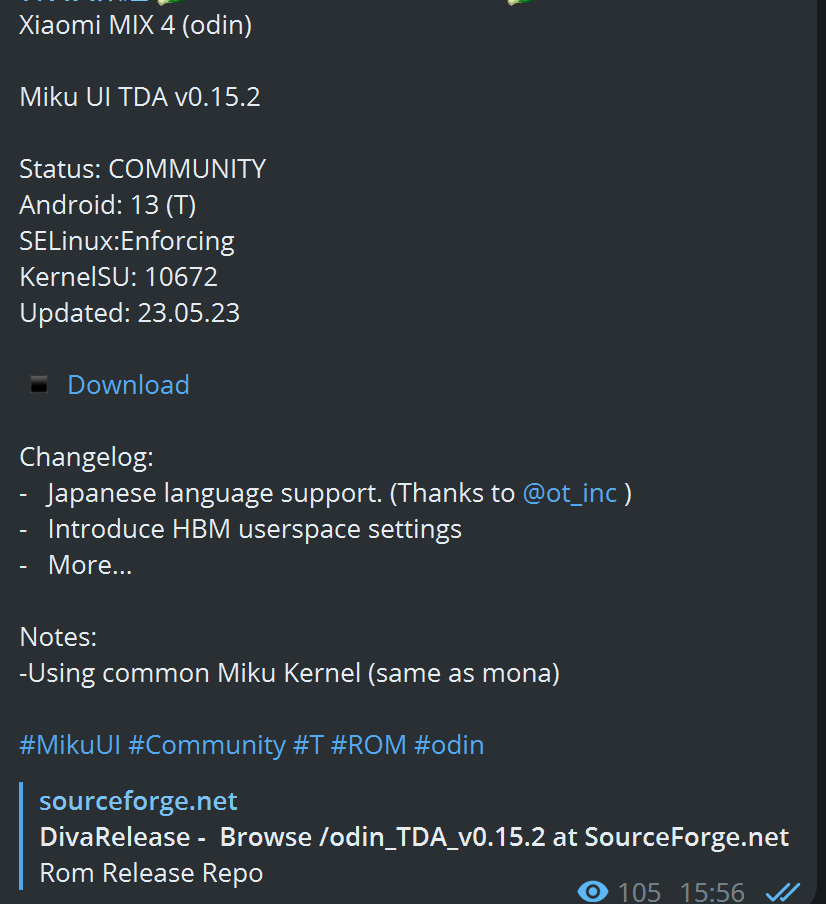 Xiaomi MIX 4 (odin)
Miku UI TDA v0.15.2
Status: COMMUNITY
Android: 13 (T)
SELinux:Enforcing
KernelSU: 10672
Updated: 23.05.23
Download
Changelog:
- Japanese language support. (Thanks to @ot_inc )
- Introduce HBM userspace settings
- More...
Notes:
-Using common Miku Kernel (same as mona)
#MikuUI #Community #T #ROM #odin
sourceforge.net
DivaRelease - Browse /odin_TDA_v0.15.2 at SourceForge.net
Rom Release Repo
105 15:56